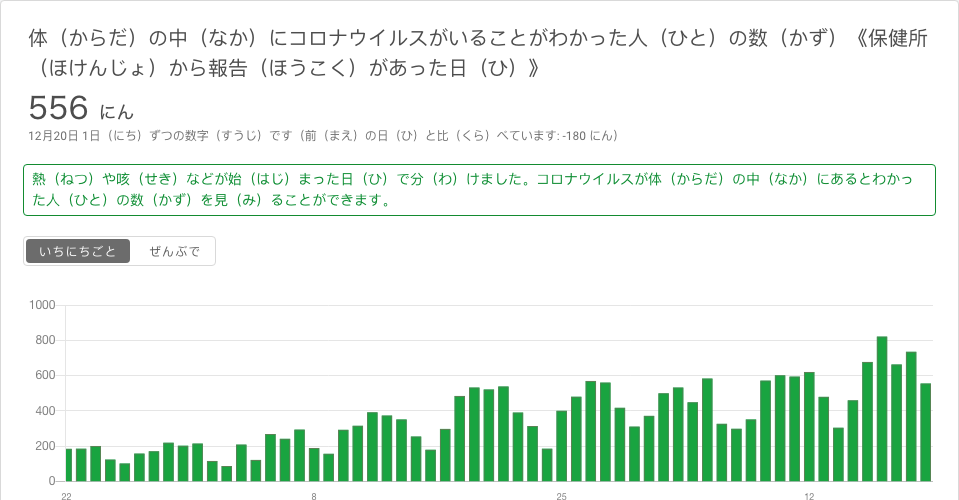 体（からだ）の中（なか）にコロナウイルスがいることがわかった人（ひと）の数（かず）《保健所
（ほけんじょ）から報告（ほうこく）があった日（ひ）》
556 にん
12月20日 1日（にち）ずつの数字（すうじ）です（前（まえ）の日（ひ）と比（くら）べています: -180 にん）
熱（ねつ）や咳（せき）などが始（はじ）まった日（ひ）で分（わ）けました。コロナウイルスが体（からだ）の中（なか）にあるとわかっ
た人（ひと）の数（かず）を見（み）ることができます。
いちにちごと ぜんぶで
1000
800
600
400
200
0
22 8 25 12